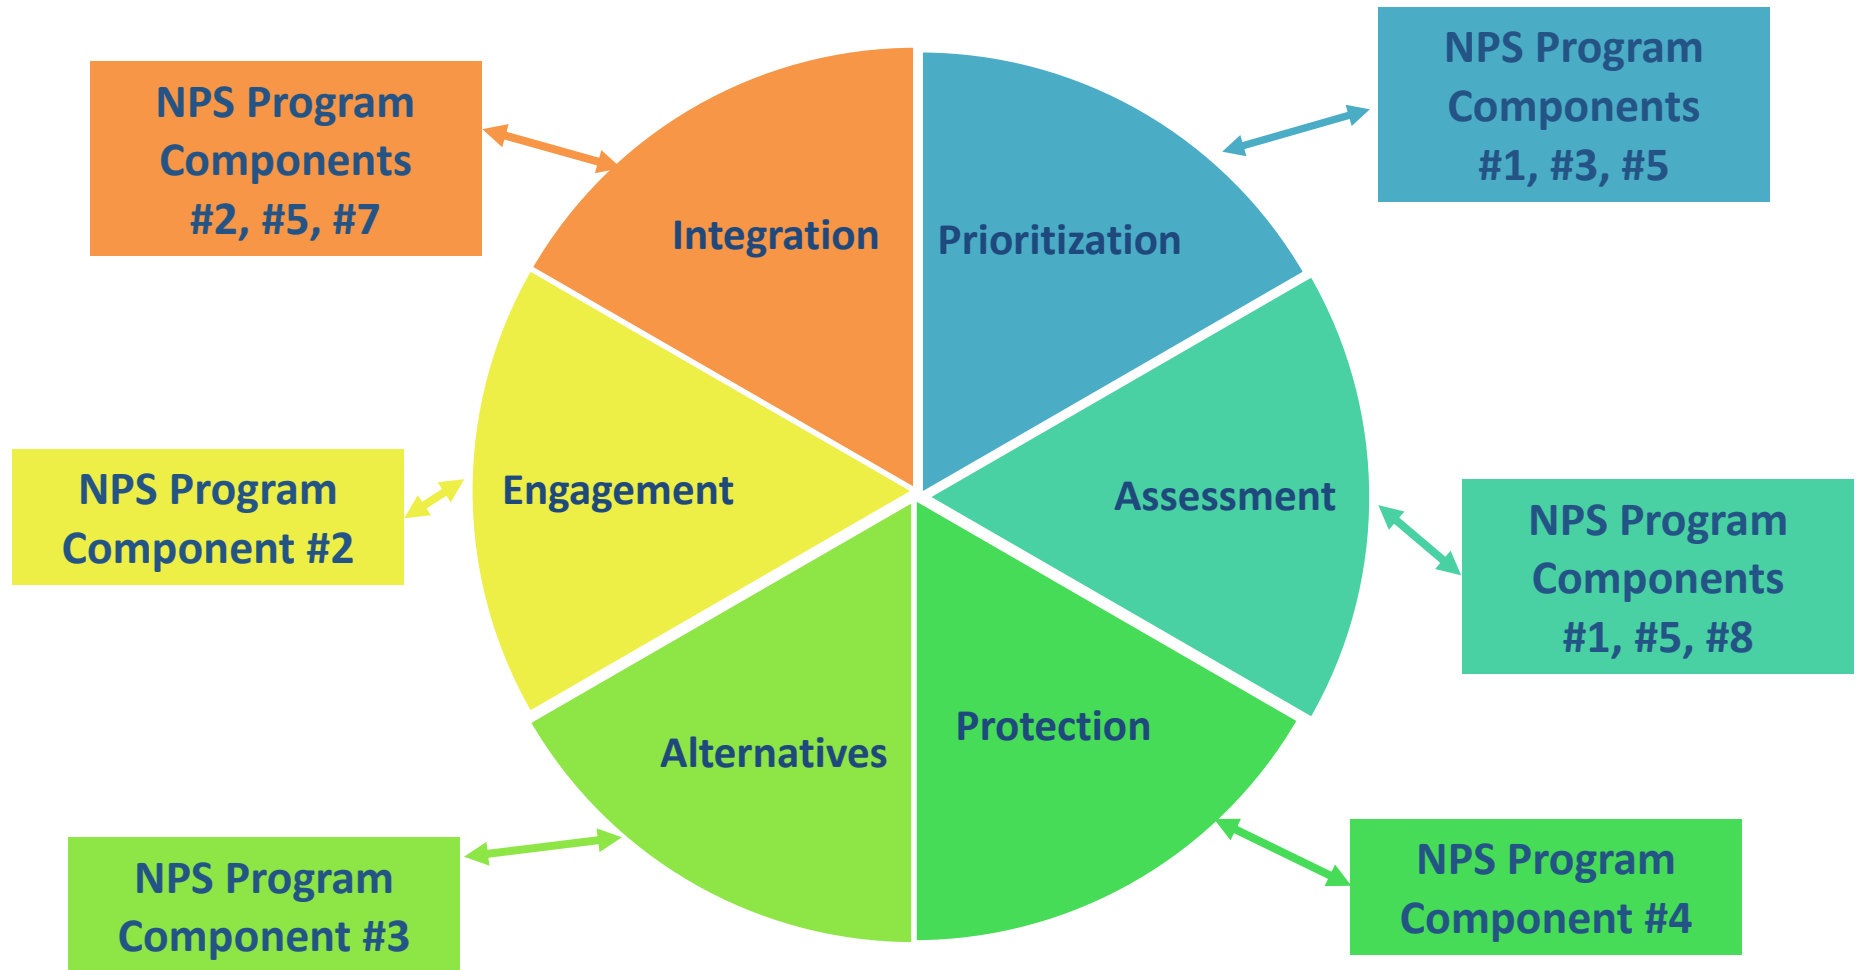 NPS Program
Components
#2, #5, #7
NPS Program
Components
#1, #3, #5
Integration
Prioritization
Engagement
Assessment
NPS Program
Component #2
NPS Program
Components
#1, #5, #8
Alternatives
Protection
NPS Program
Component #3
NPS Program
Component #4